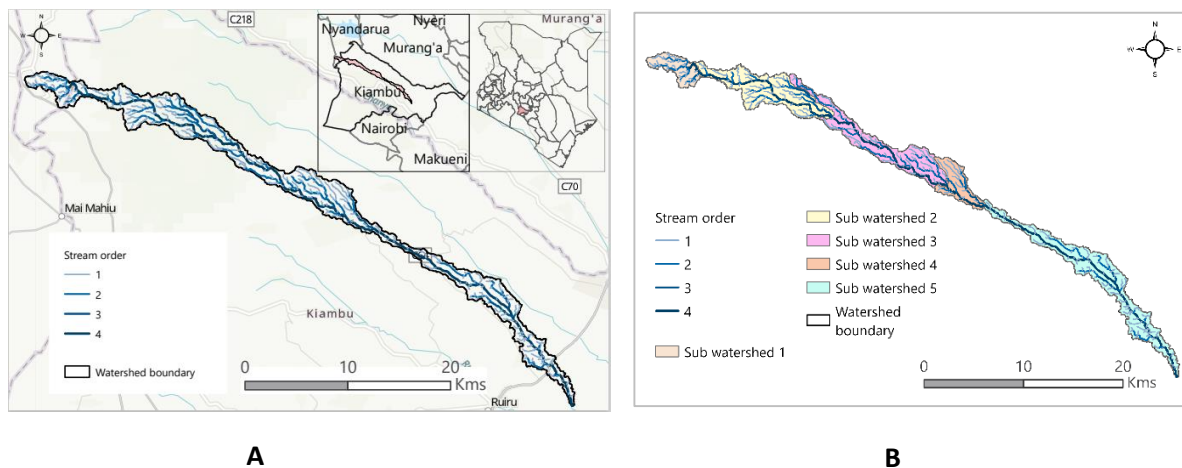 C218
N
W E
S
Nyandarua
Nyeri
Murang'a
Kiambu
Nairobi
Makueni
C70
Mai Mahiu
Stream order
1
2
3
4
Watershed boundary
Kiambu
0 10 20
Kms
Ruiru
A
Murang'a
N
W E
S
Stream order
1
2
3
4
Sub watershed 1
Sub watershed 2
Sub watershed 3
Sub watershed 4
Sub watershed 5
Watershed
boundary
0 10 20
Kms
B